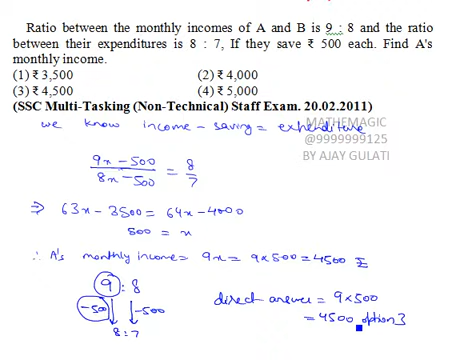 Ratio between the monthly incomes of A and B is 9 : 8 and the ratio
between their expenditures is 8 : 7, If they save ₹ 500 each. Find A's
monthly income.
(1) ₹ 3,500 (2) ₹ 4,000
(3) ₹ 4,500 (4) ₹ 5,000
(SSC Multi-Tasking (Non-Technical) Staff Exam. 20.02.2011)
MATHEMAGIC
we know income - saving = expenditure
@9999999125
BY AJAY GULATI
9x - 500 / 8x - 500 = 8 / 7
⇒ 63x - 3500 = 64x - 4000
500 = x
∴ A's monthly income = 9x = 9 x 500 = 4500
9 : 8
-500 -500
8 : 7
direct answer = 9 x 500
= 4500 option 3